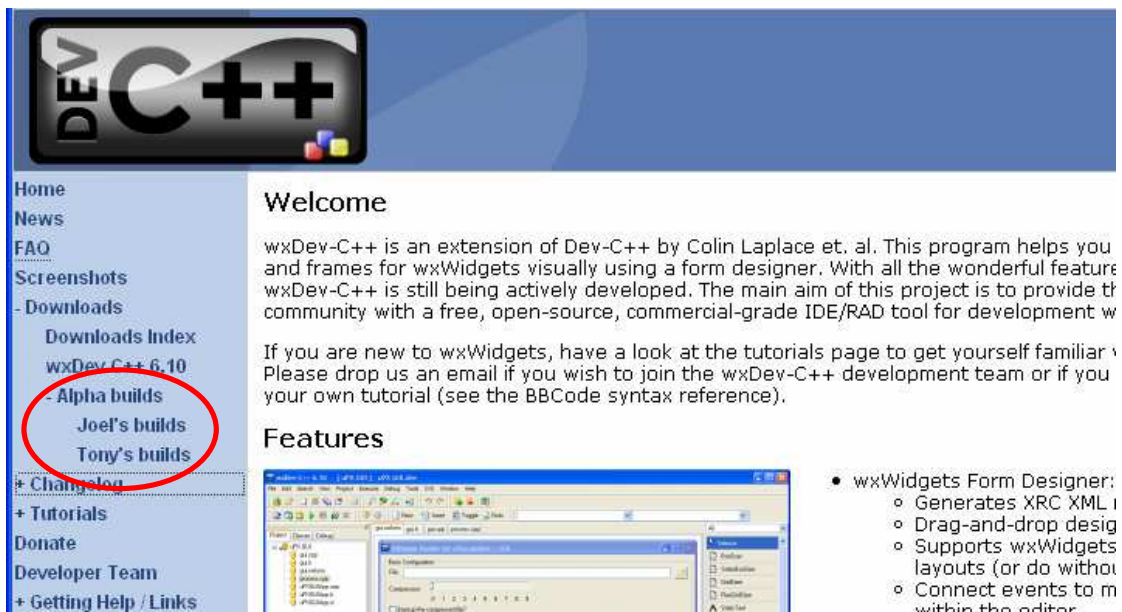 DEV C++
Home
News
FAQ
Screenshots
- Downloads
Downloads Index
wxDev C++ 6.10
- Alpha builds
Joel's builds
Tony's builds
+ Changelog
+ Tutorials
Donate
Developer Team
+ Getting Help / Links
Welcome
wxDev-C++ is an extension of Dev-C++ by Colin Laplace et. al. This program helps you
and frames for wxWidgets visually using a form designer. With all the wonderful feature
wxDev-C++ is still being actively developed. The main aim of this project is to provide th
community with a free, open-source, commercial-grade IDE/RAD tool for development w
If you are new to wxWidgets, have a look at the tutorials page to get yourself familiar
Please drop us an email if you wish to join the wxDev-C++ development team or if you
your own tutorial (see the BBCode syntax reference).
Features
wxWidgets Form Designer:
Generates XRC XML
Drag-and-drop desig
Supports wxWidgets
layouts (or do withou
Connect events to m
within the editor